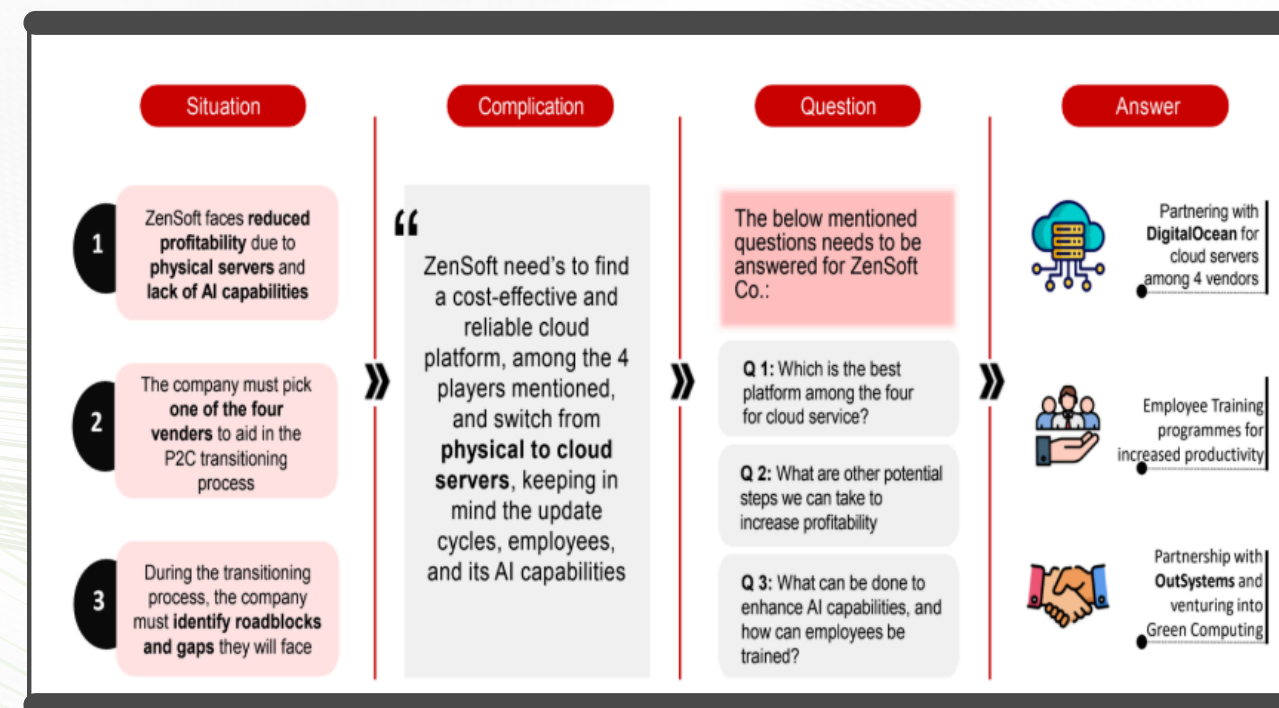 Situation
Complication
Question
Answer
1
ZenSoft faces reduced
profitability due to
physical servers and
lack of AI capabilities
2
The company must pick
one of the four
venders to aid in the
P2C transitioning
process
3
During the transitioning
process, the company
must identify roadblocks
and gaps they will face
“
ZenSoft need's to find
a cost-effective and
reliable cloud
platform, among the 4
players mentioned,
and switch from
physical to cloud
servers, keeping in
mind the update
cycles, employees,
and its AI capabilities
The below mentioned
questions needs to be
answered for ZenSoft
Co.:
Q 1: Which is the best
platform among the four
for cloud service?
Q 2: What are other potential
steps we can take to
increase profitability
Q 3: What can be done to
enhance AI capabilities, and
how can employees be
trained?
Partnering with
DigitalOcean for
cloud servers
among 4 vendors
Employee Training
programmes for
increased productivity
Partnership with
OutSystems and
venturing into
Green Computing